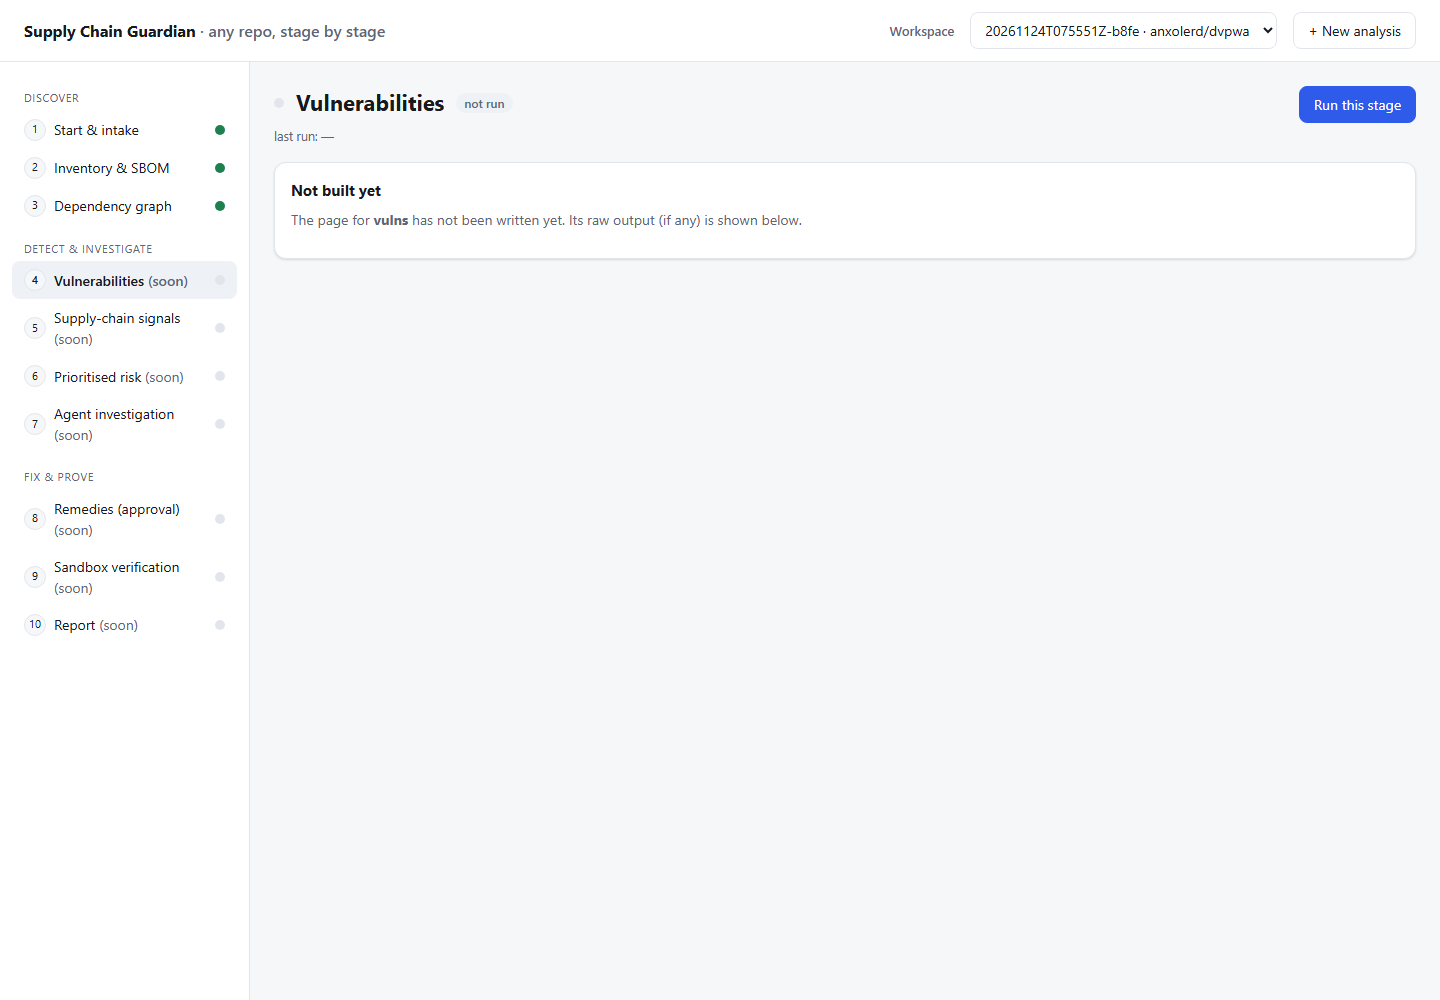 Supply Chain Guardian · any repo, stage by stage
Workspace
20261124T075551Z-b8fe · anxolerd/dvpwa
+ New analysis
DISCOVER
1 Start & intake
2 Inventory & SBOM
3 Dependency graph
DETECT & INVESTIGATE
4 Vulnerabilities (soon)
5 Supply-chain signals
(soon)
6 Prioritised risk (soon)
7 Agent investigation
(soon)
FIX & PROVE
8 Remedies (approval)
(soon)
9 Sandbox verification
(soon)
10 Report (soon)
Vulnerabilities not run
Run this stage
last run: —
Not built yet
The page for vulns has not been written yet. Its raw output (if any) is shown below.